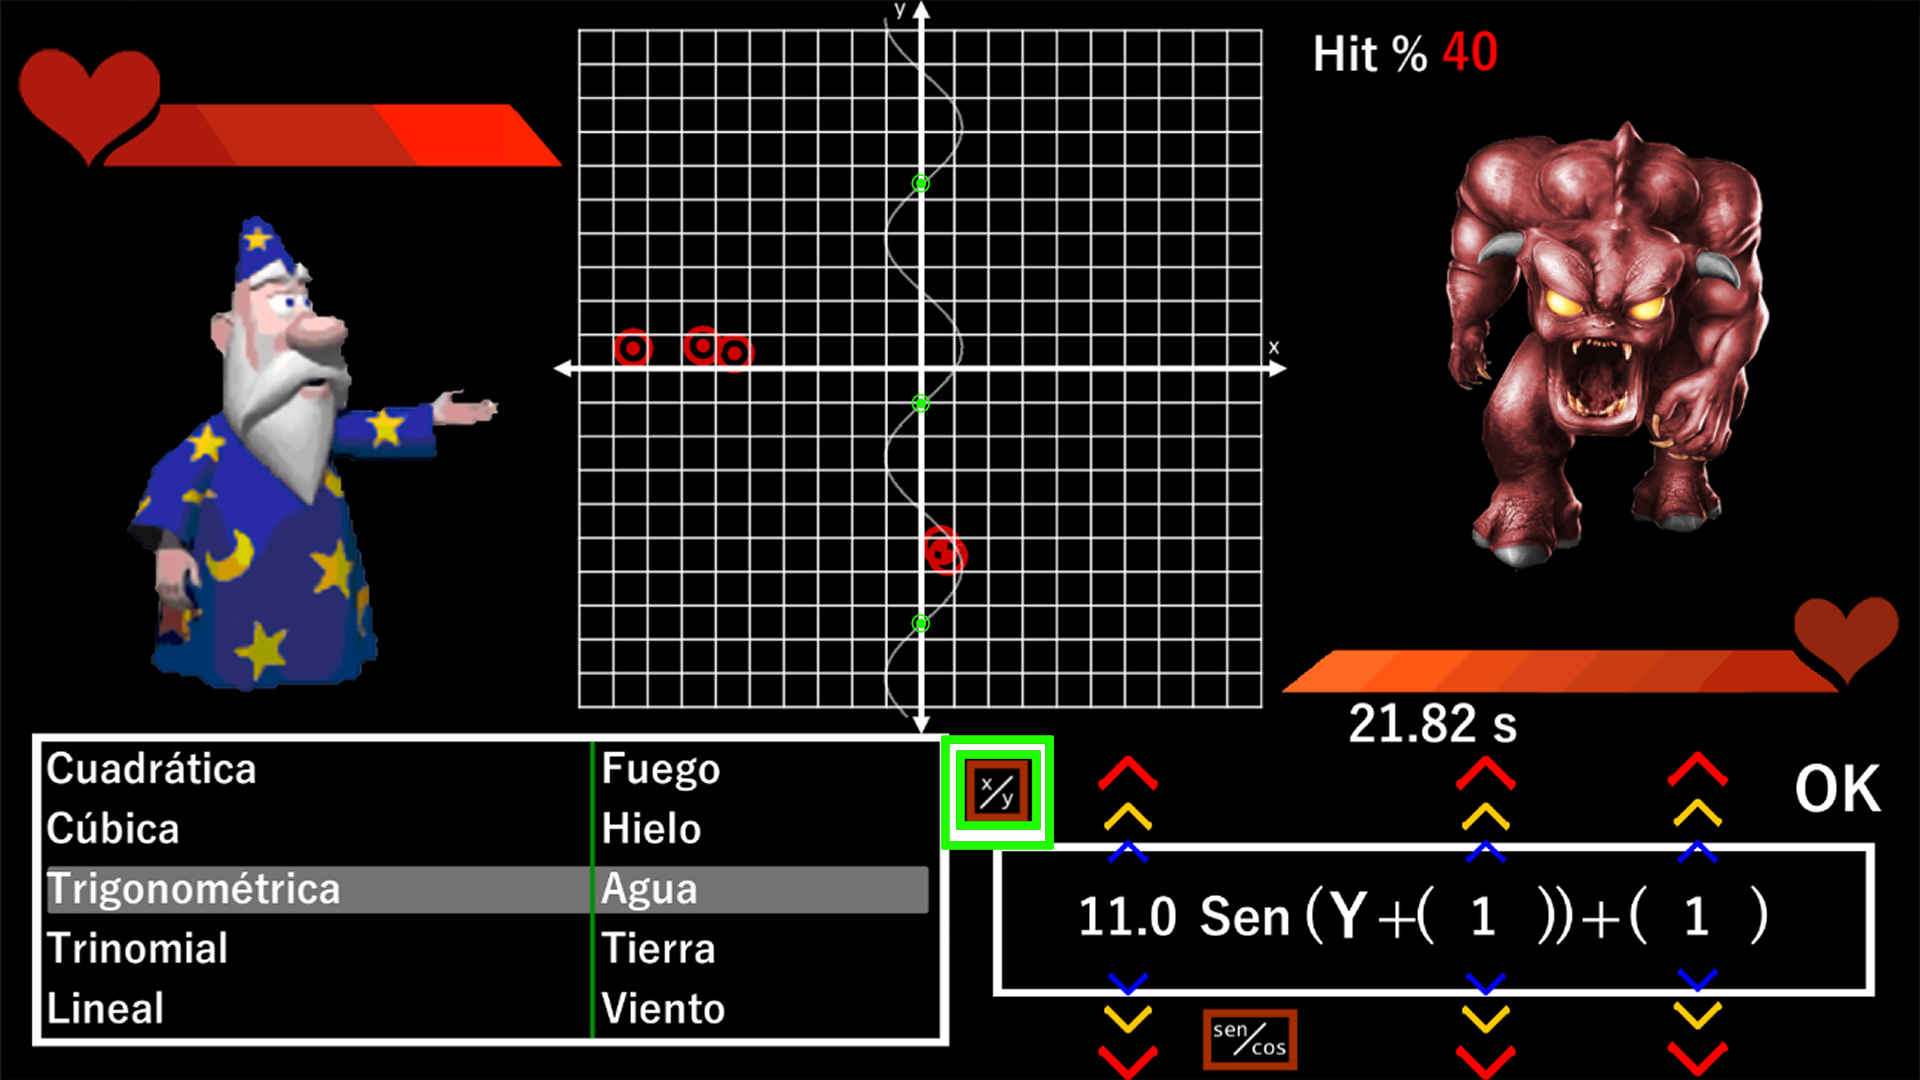 y
Hit % 40
x
21.82 s
Cuadrática Fuego
Cúbica Hielo
Trigonométrica Agua
Trinomial Tierra
Lineal Viento
x/y
OK
11.0 Sen (Y +( 1 ))+( 1 )
sen/cos